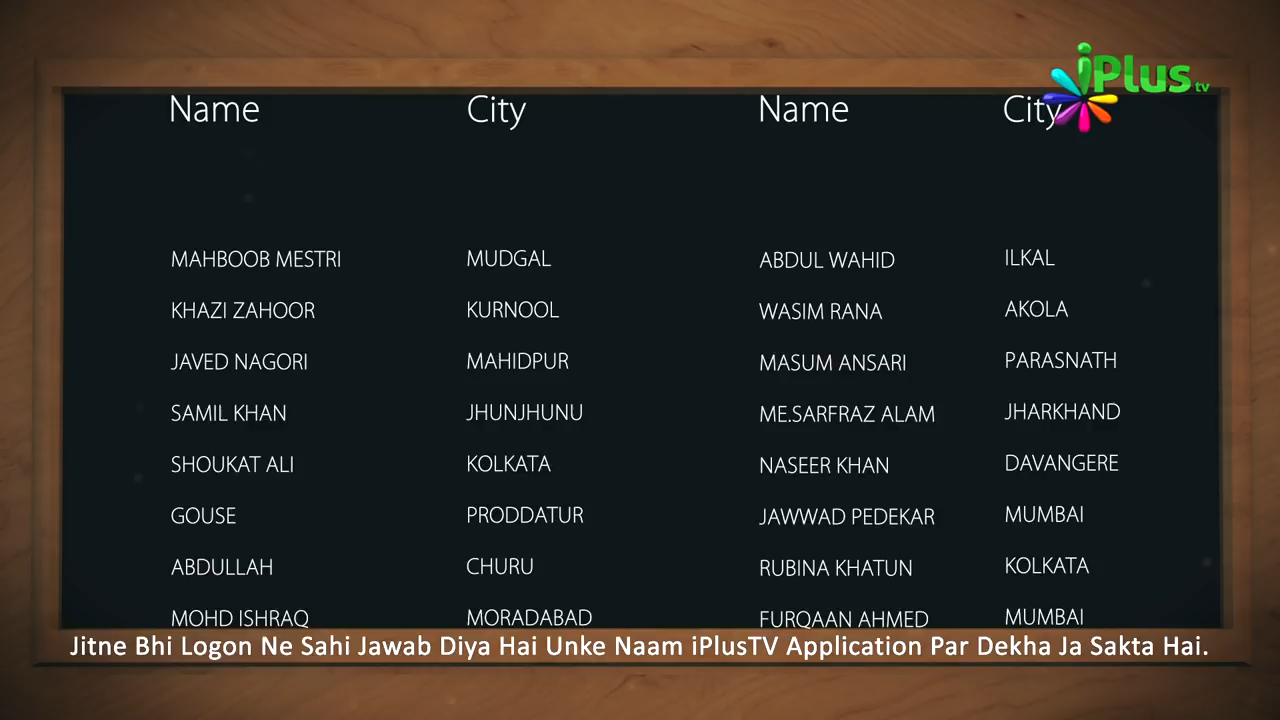 iPlus tv
Name City Name City
MAHBOOB MESTRI MUDGAL ABDUL WAHID ILKAL
KHAZI ZAHOOR KURNOOL WASIM RANA AKOLA
JAVED NAGORI MAHIDPUR MASUM ANSARI PARASNATH
SAMIL KHAN JHUNJHUNU ME.SARFRAZ ALAM JHARKHAND
SHOUKAT ALI KOLKATA NASEER KHAN DAVANGERE
GOUSE PRODDATUR JAWWAD PEDEKAR MUMBAI
ABDULLAH CHURU RUBINA KHATUN KOLKATA
MOHD ISHRAQ MORADABAD FURQAAN AHMED MUMBAI
Jitne Bhi Logon Ne Sahi Jawab Diya Hai Unke Naam iPlusTV Application Par Dekha Ja Sakta Hai.